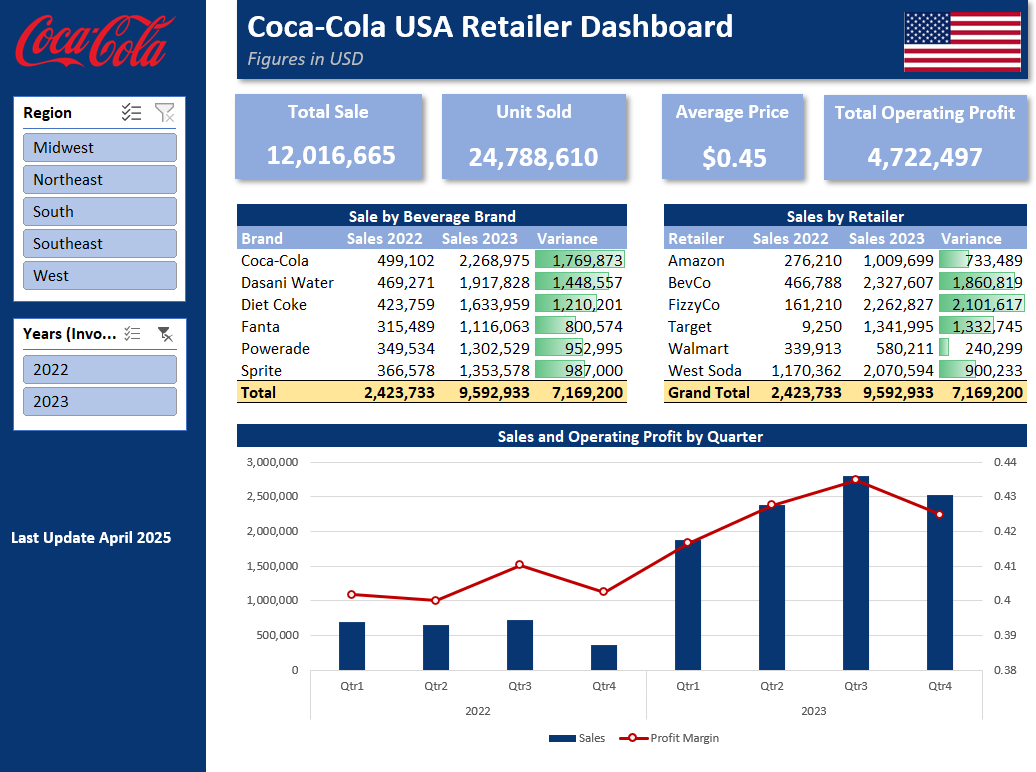 Coca-Cola
Coca-Cola USA Retailer Dashboard
Figures in USD
Region
Midwest
Northeast
South
Southeast
West
Years (Invo...
2022
2023
Last Update April 2025
Total Sale
12,016,665
Unit Sold
24,788,610
Average Price
$0.45
Total Operating Profit
4,722,497
Sale by Beverage Brand
Brand Sales 2022 Sales 2023 Variance
Coca-Cola 499,102 2,268,975 1,769,873
Dasani Water 469,271 1,917,828 1,448,557
Diet Coke 423,759 1,633,959 1,210,201
Fanta 315,489 1,116,063 800,574
Powerade 349,534 1,302,529 952,995
Sprite 366,578 1,353,578 987,000
Total 2,423,733 9,592,933 7,169,200
Sales by Retailer
Retailer Sales 2022 Sales 2023 Variance
Amazon 276,210 1,009,699 733,489
BevCo 466,788 2,327,607 1,860,819
FizzyCo 161,210 2,262,827 2,101,617
Target 9,250 1,341,995 1,332,745
Walmart 339,913 580,211 240,299
West Soda 1,170,362 2,070,594 900,233
Grand Total 2,423,733 9,592,933 7,169,200
Sales and Operating Profit by Quarter
3,000,000 0.44
2,500,000 0.43
2,000,000 0.42
1,500,000 0.41
1,000,000 0.4
500,000 0.39
0 0.38
Qtr1 Qtr2 Qtr3 Qtr4 Qtr1 Qtr2 Qtr3 Qtr4
2022 2023
Sales Profit Margin